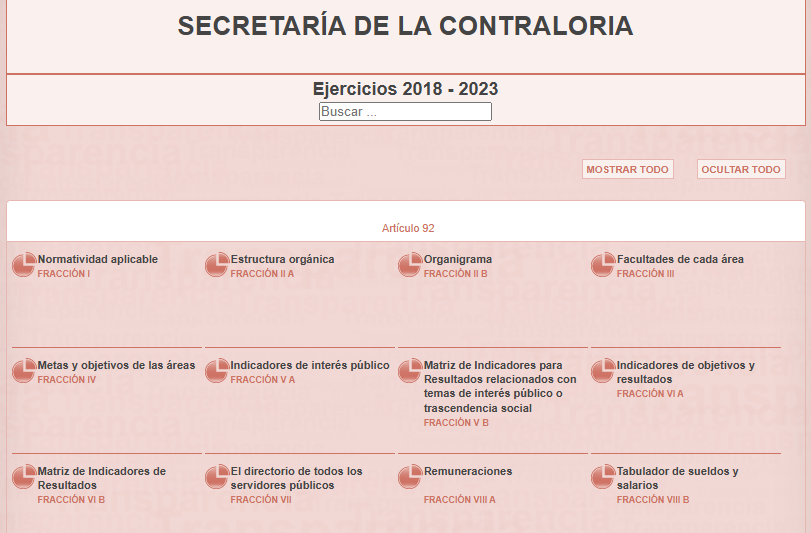 SECRETARÍA DE LA CONTRALORIA
Ejercicios 2018 - 2023
Buscar ...
MOSTRAR TODO
OCULTAR TODO
Artículo 92
Normatividad aplicable
FRACCIÓN I
Estructura orgánica
FRACCIÓN II A
Organigrama
FRACCIÓN II B
Facultades de cada área
FRACCIÓN III
Metas y objetivos de las áreas
FRACCIÓN IV
Indicadores de interés público
FRACCIÓN V A
Matriz de Indicadores para
Resultados relacionados con
temas de interés público o
trascendencia social
FRACCIÓN V B
Indicadores de objetivos y
resultados
FRACCIÓN VI A
Matriz de Indicadores de
Resultados
FRACCIÓN VI B
El directorio de todos los
servidores públicos
FRACCIÓN VII
Remuneraciones
FRACCIÓN VIII A
Tabulador de sueldos y
salarios
FRACCIÓN VIII B